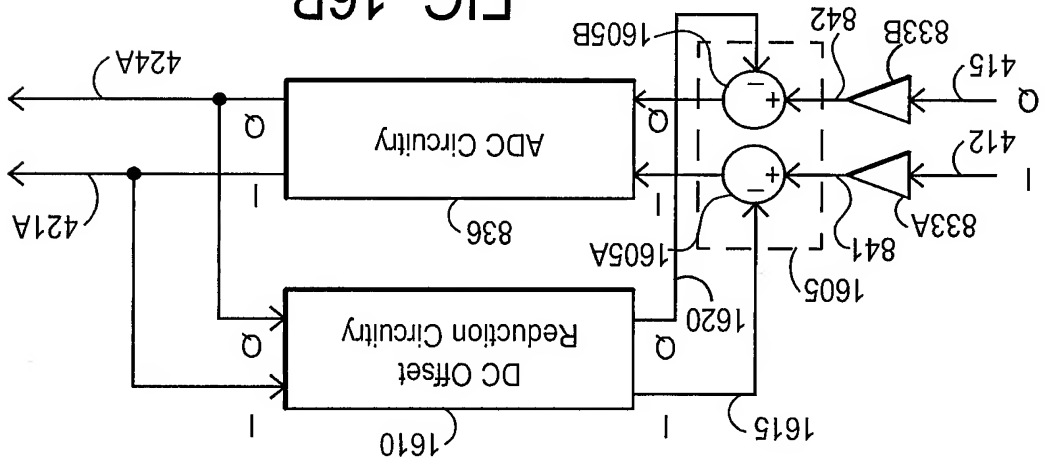 1610
1615
I
I
DC Offset
Reduction Circuitry
Q
Q
1620
1605
1605A
833A
841
836
421A
I
412
+
−
I
I
ADC Circuitry
Q
415
+
−
Q
Q
424A
833B
842
1605B
FIG. 16B